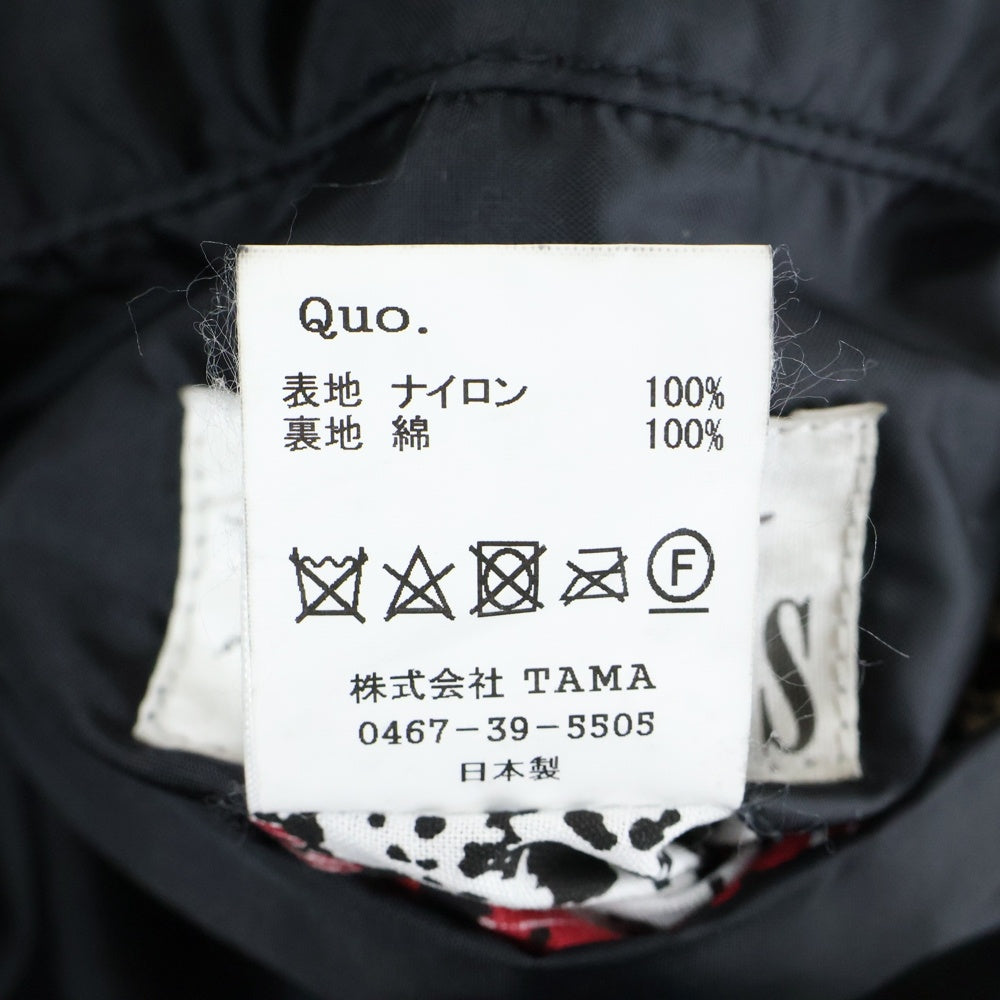 Quo.
表地 ナイロン 100%
裏地 綿 100%
F
株式会社 TAMA
0467-39-5505
日本製
S